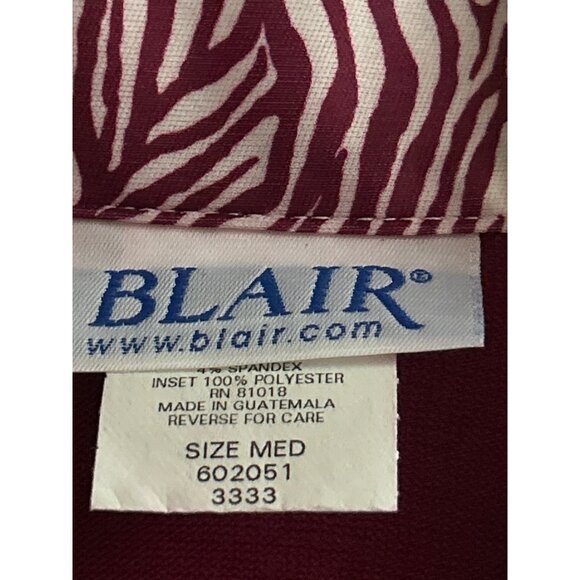 BLAIR®
www.blair.com
4% SPANDEX
INSET 100% POLYESTER
RN 81018
MADE IN GUATEMALA
REVERSE FOR CARE
SIZE MED
602051
3333